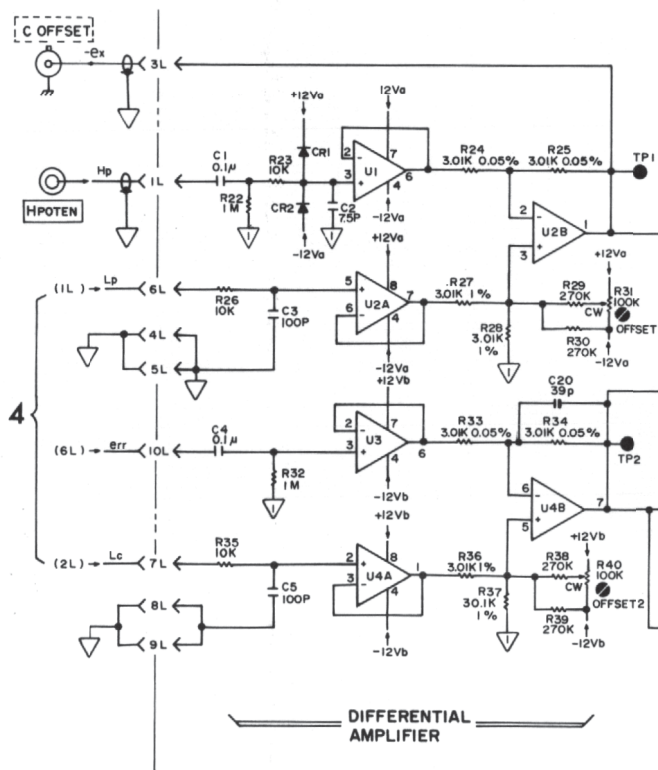 C OFFSET
-ex
3L
+12Va
12Va
C1
0.1μ
R23
10K
CR1
2
7
U1
R24
3.01K 0.05%
R25
3.01K 0.05%
TP1
Hp
1L
3
6
4
R22
1M
CR2
C2
7.5P
HPOTEN
1
1
-12Va
-12Va
2
U2B
1
3
+12Va
+12Va
(1L) Lp
6L
R26
10K
5
8
U2A
7
6
4
R27
3.01K 1%
R29
270K
R31
100K
CW
OFFSET
C3
100P
R28
3.01K
1%
R30
270K
-12Va
4L
5L
1
1
1
-12Va
+12Vb
C20
39p
4
C4
0.1μ
2
7
U3
R33
3.01K 0.05%
R34
3.01K 0.05%
(6L) err
10L
3
6
4
TP2
R32
1M
1
-12Vb
6
U4B
7
5
+12Vb
R35
10K
+12Vb
(2L) Lc
7L
2
8
1
U4A
3
4
R36
3.01K1%
R38
270K
R40
100K
CW
OFFSET2
C5
100P
R37
30.1K
1%
R39
270K
-12Vb
8L
9L
1
-12Vb
DIFFERENTIAL
AMPLIFIER